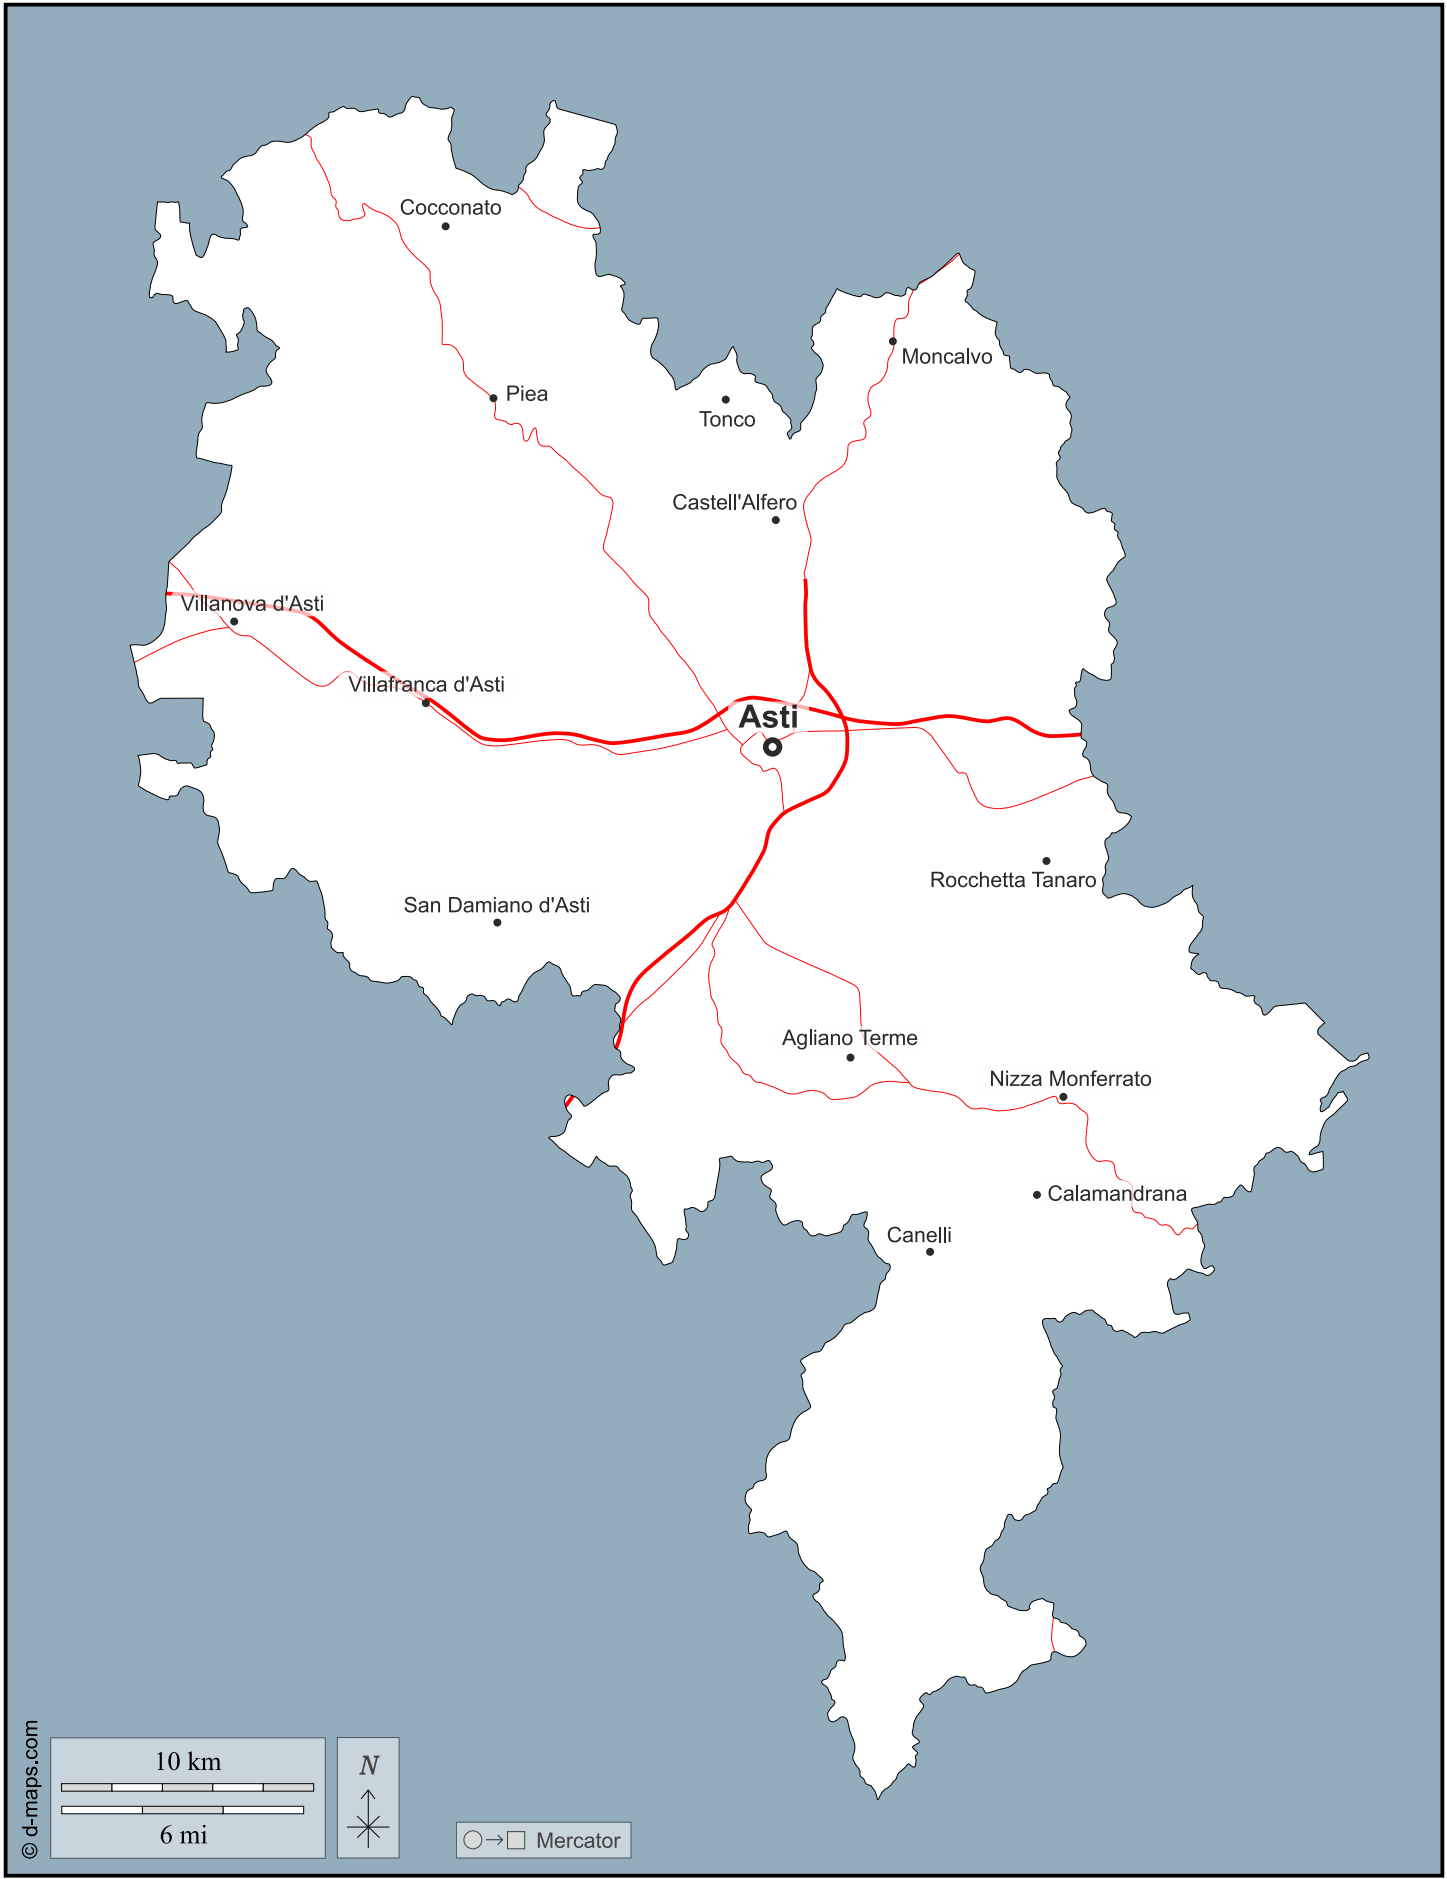 Cocconato
Moncalvo
Piea
Tonco
Castell'Alfero
Villanova d'Asti
Villafranca d'Asti
Asti
Rocchetta Tanaro
San Damiano d'Asti
Agliano Terme
Nizza Monferrato
Calamandrana
Canelli
© d-maps.com
10 km
6 mi
N
Mercator